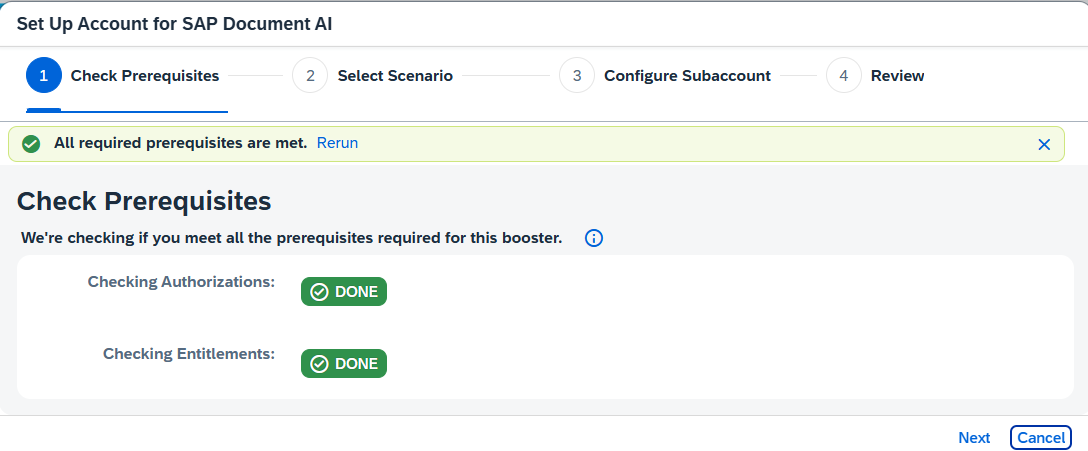 Set Up Account for SAP Document AI
1 Check Prerequisites 2 Select Scenario 3 Configure Subaccount 4 Review
All required prerequisites are met. Rerun
Check Prerequisites
We're checking if you meet all the prerequisites required for this booster.
Checking Authorizations: DONE
Checking Entitlements: DONE
Next Cancel